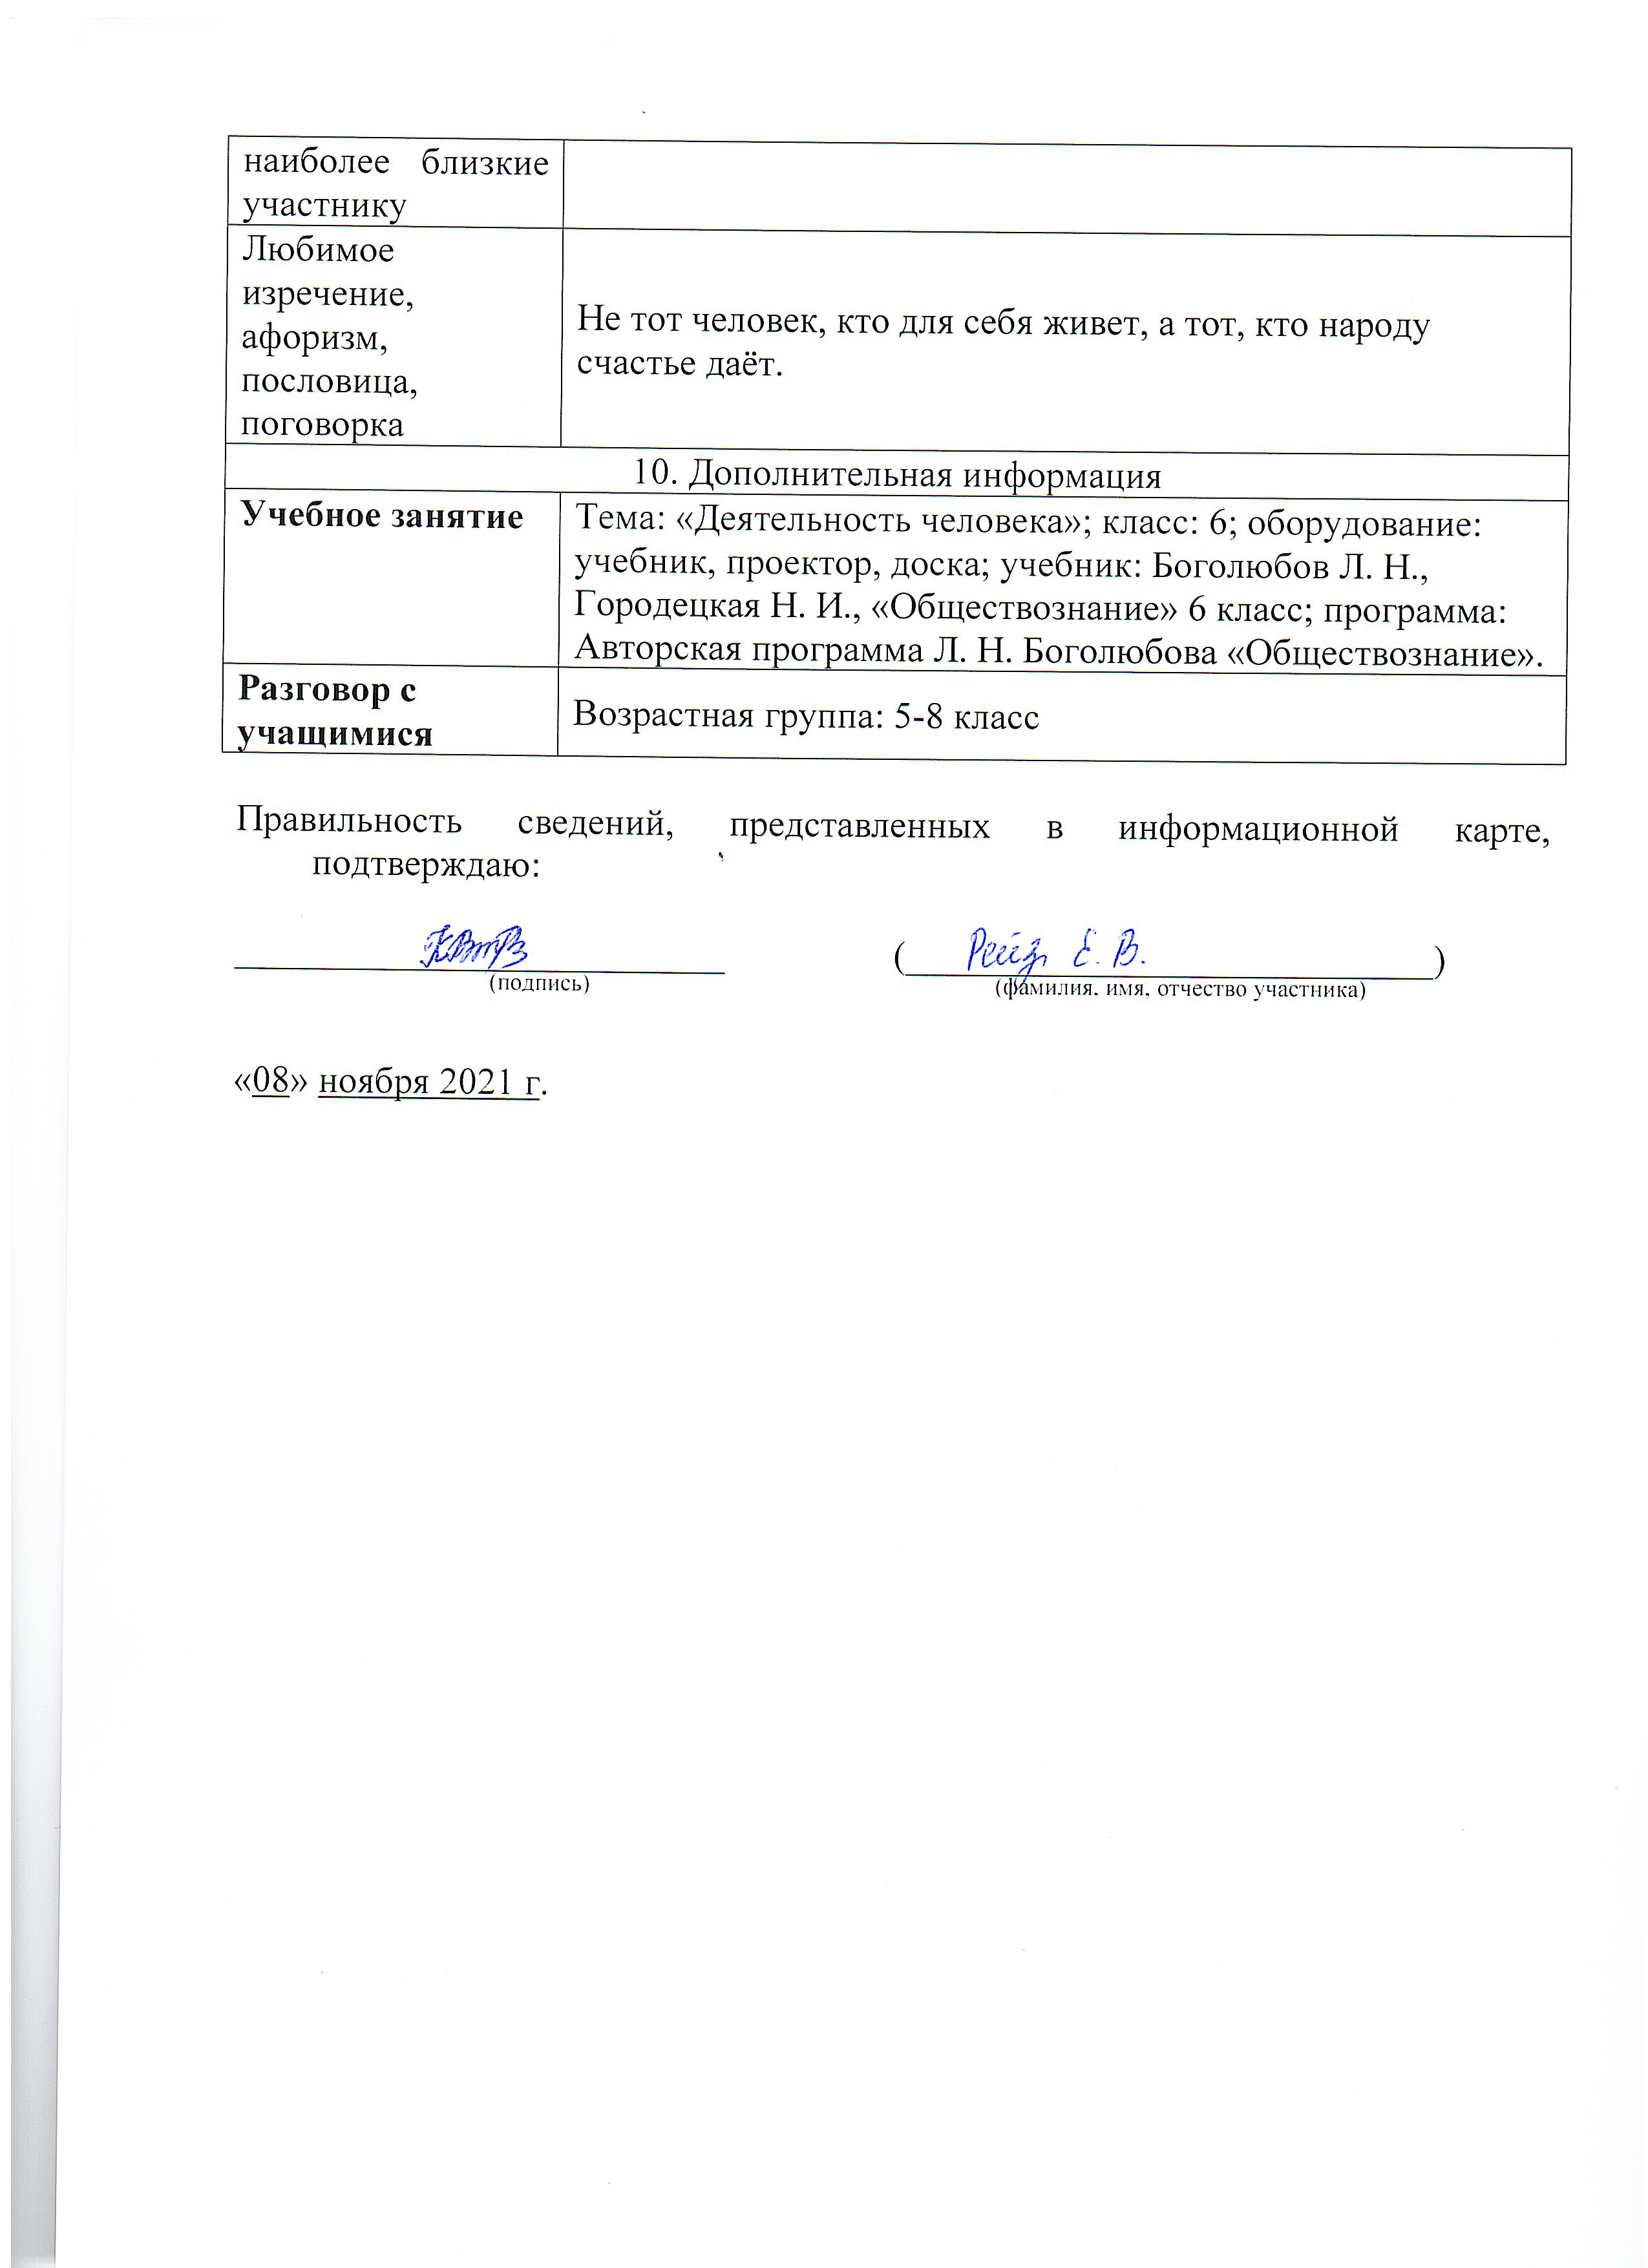 наиболее близкие
участнику
Любимое
изречение,
афоризм,
пословица,
поговорка
Не тот человек, кто для себя живет, а тот, кто народу
счастье даёт.
10. Дополнительная информация
Учебное занятие
Тема: «Деятельность человека»; класс: 6; оборудование:
учебник, проектор, доска; учебник: Боголюбов Л. Н.,
Городецкая Н. И., «Обществознание» 6 класс; программа:
Авторская программа Л. Н. Боголюбова «Обществознание».
Разговор с
учащимися
Возрастная группа: 5-8 класс
Правильность сведений, представленных в информационной карте,
подтверждаю:
( Е. В. )
(подпись)
(фамилия, имя, отчество участника)
«08» ноября 2021 г.